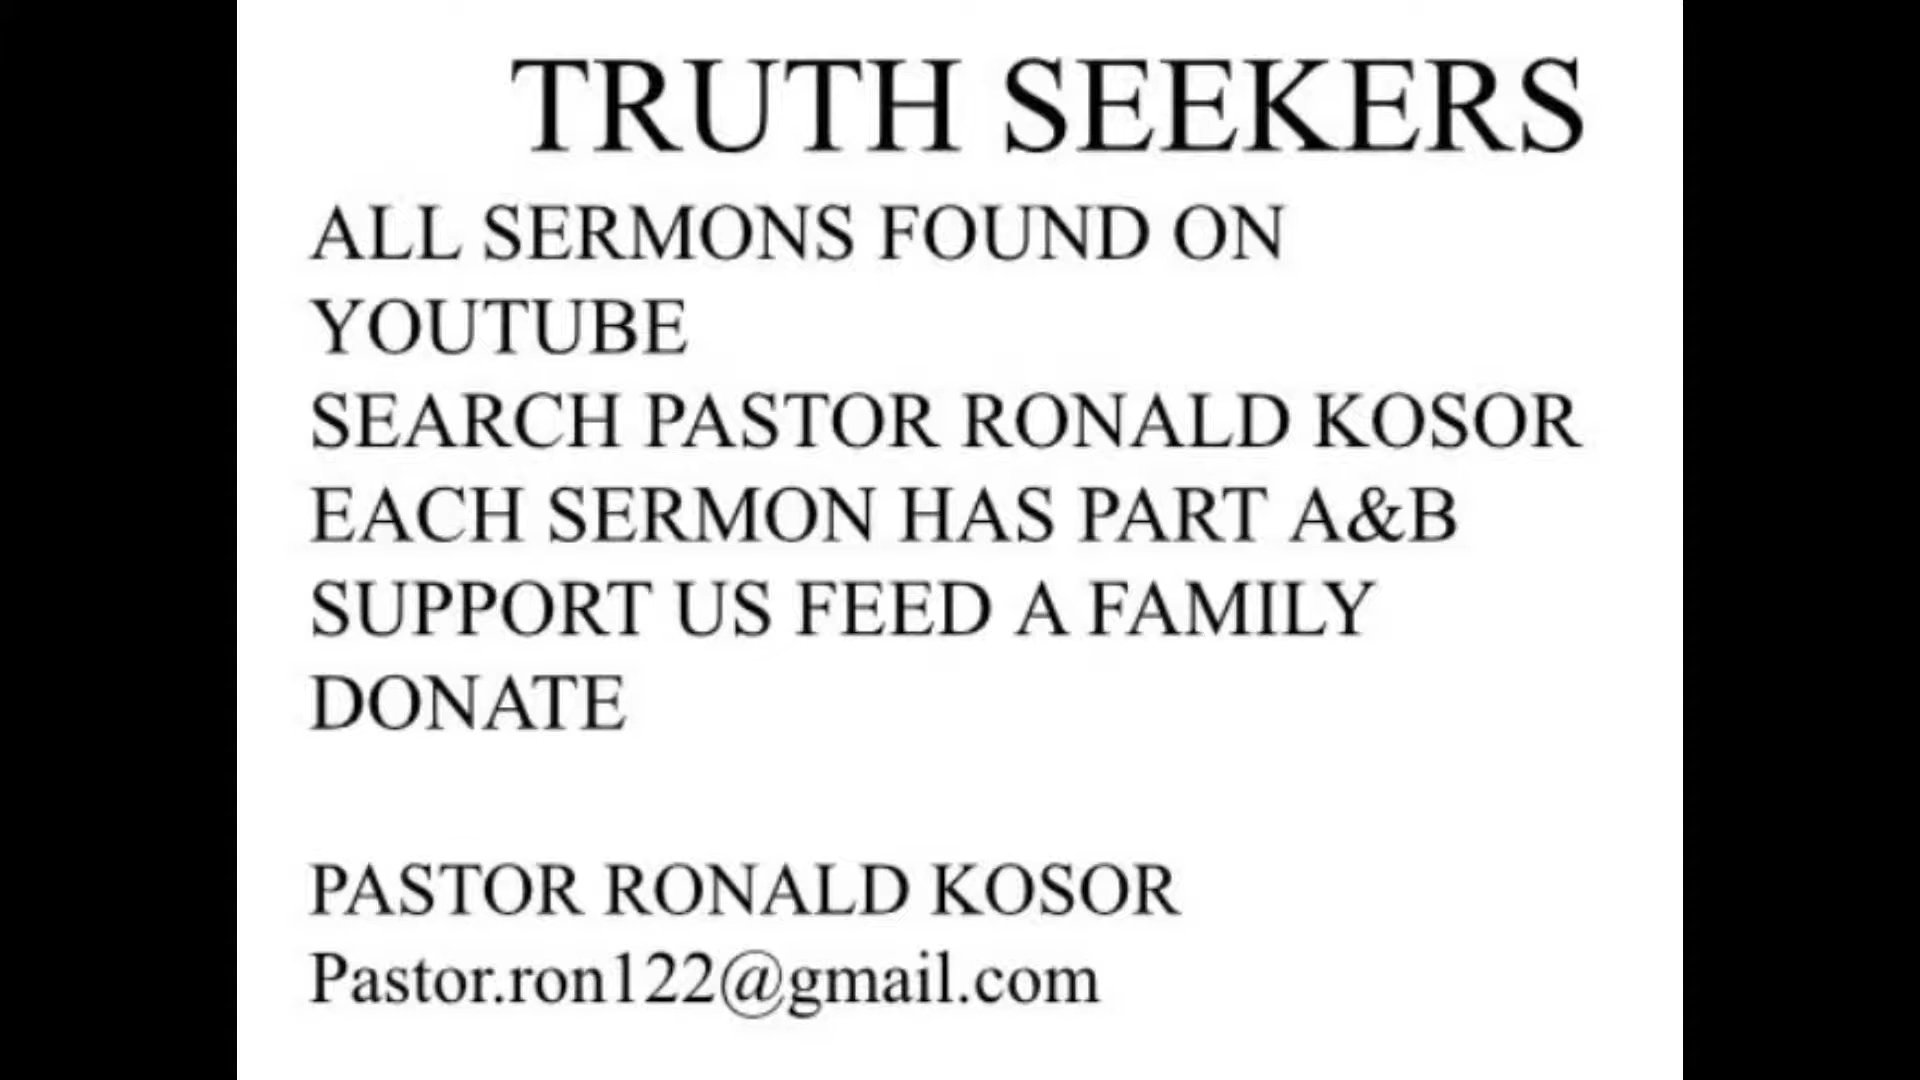 TRUTH SEEKERS
ALL SERMONS FOUND ON
YOUTUBE
SEARCH PASTOR RONALD KOSOR
EACH SERMON HAS PART A&B
SUPPORT US FEED A FAMILY
DONATE
PASTOR RONALD KOSOR
Pastor.ron122@gmail.com